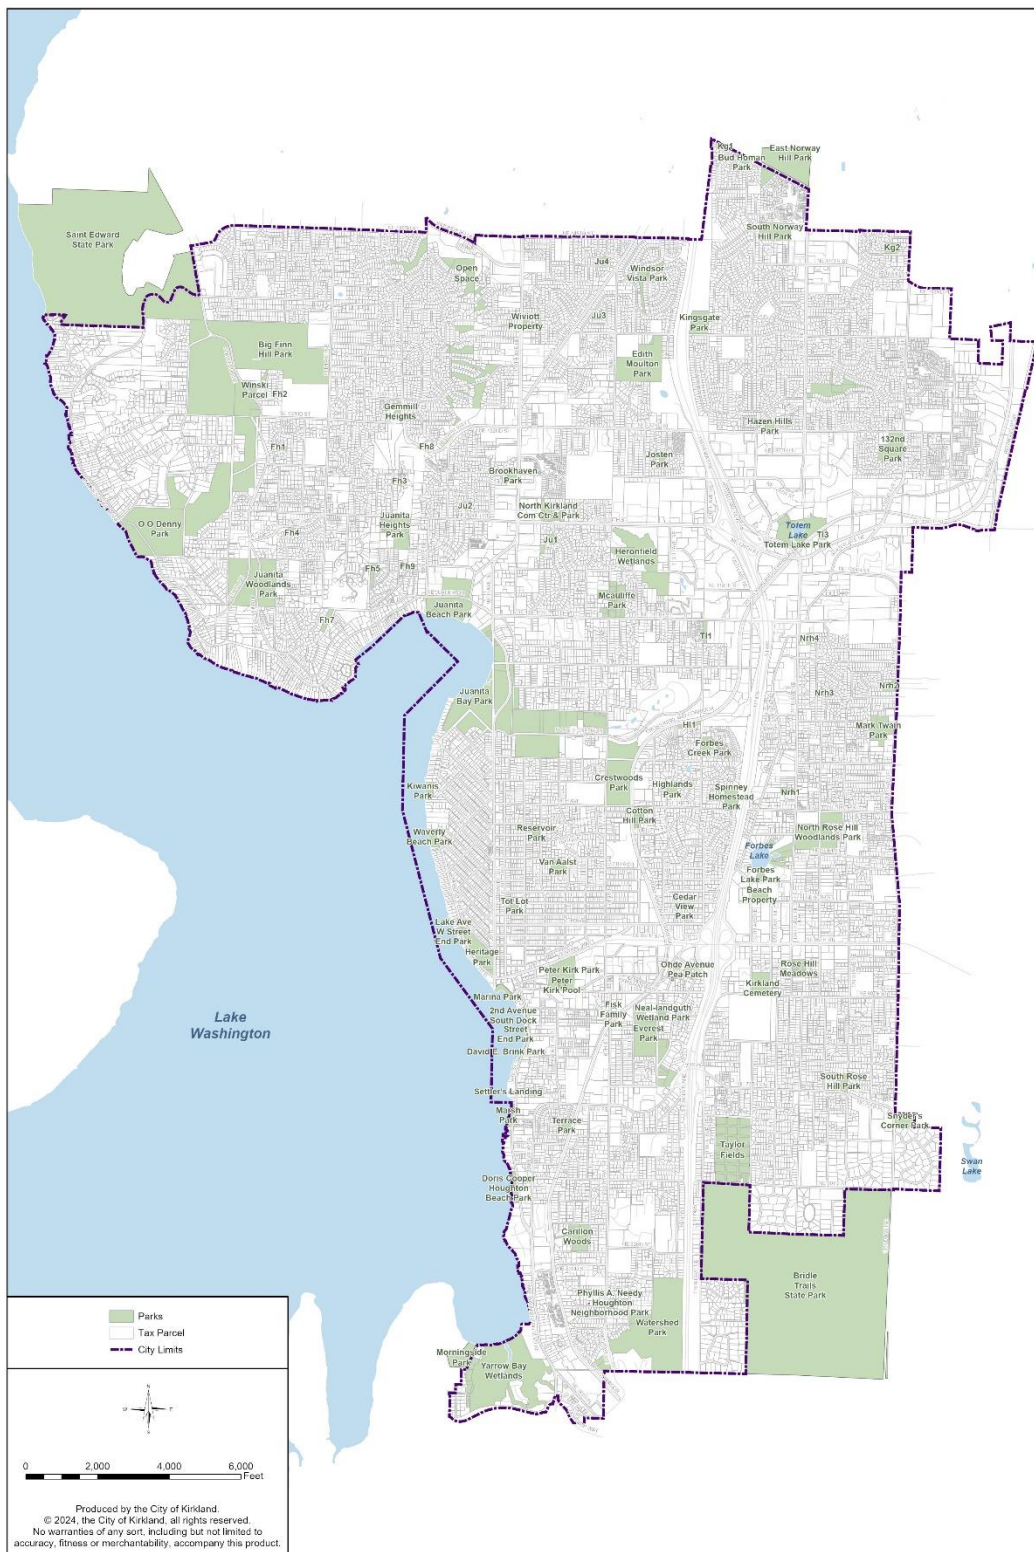 Kg1
Bud Homan
Park
East Norway
Hill Park
Saint Edward
State Park
South Norway
Hill Park
Kg2
Open
Space
Ju4
Windsor
Vista Park
Wiviott
Property
Ju3
Kingsgate
Park
Big Finn
Hill Park
Edith
Moulton
Park
Winski
Parcel
Fh2
Gemmill
Heights
Hazen Hills
Park
Fh1
Fh8
132nd
Square
Park
Josten
Park
Brookhaven
Park
Fh3
Ju2
North Kirkland
Com Ctr & Park
Juanita
Heights
Park
O O Denny
Park
Fh4
Ju1
Totem
Lake
Tl3
Totem Lake Park
Heronfield
Wetlands
Fh5
Fh9
Juanita
Woodlands
Park
Mcauliffe
Park
Juanita
Beach Park
Fh7
Tl1
Nrh4
Juanita
Bay Park
Nrh3
Nrh2
Hl1
Mark Twain
Park
Forbes
Creek Park
Crestwoods
Park
Highlands
Park
Spinney
Homestead
Park
Nrh1
Kiwanis
Park
Cotton
Hill Park
Waverly
Beach Park
Reservoir
Park
North Rose Hill
Woodlands Park
Forbes
Lake
Van Aalst
Park
Forbes
Lake Park
Beach
Property
Tot Lot
Park
Cedar
View
Park
Lake Ave
W Street
End Park
Heritage
Park
Peter Kirk Park
Peter
Kirk Pool
Ohde Avenue
Pea Patch
Rose Hill
Meadows
Kirkland
Cemetery
Marina Park
2nd Avenue
South Dock
Street
End Park
Fisk
Family
Park
Neal-landguth
Wetland Park
Everest
Park
Lake
Washington
David E. Brink Park
South Rose
Hill Park
Settler's Landing
Marsh
Park
Terrace
Park
Snyder's
Corner Park
Taylor
Fields
Swan
Lake
Doris Cooper
Houghton
Beach Park
Carillon
Woods
Bridle
Trails
State Park
Phyllis A. Needy
Houghton
Neighborhood Park
Watershed
Park
Morningside
Park
Yarrow Bay
Wetlands
Parks
Tax Parcel
City Limits
N
S
0 2,000 4,000 6,000
Feet
Produced by the City of Kirkland.
© 2024, the City of Kirkland, all rights reserved.
No warranties of any sort, including but not limited to
accuracy, fitness or merchantability, accompany this product.